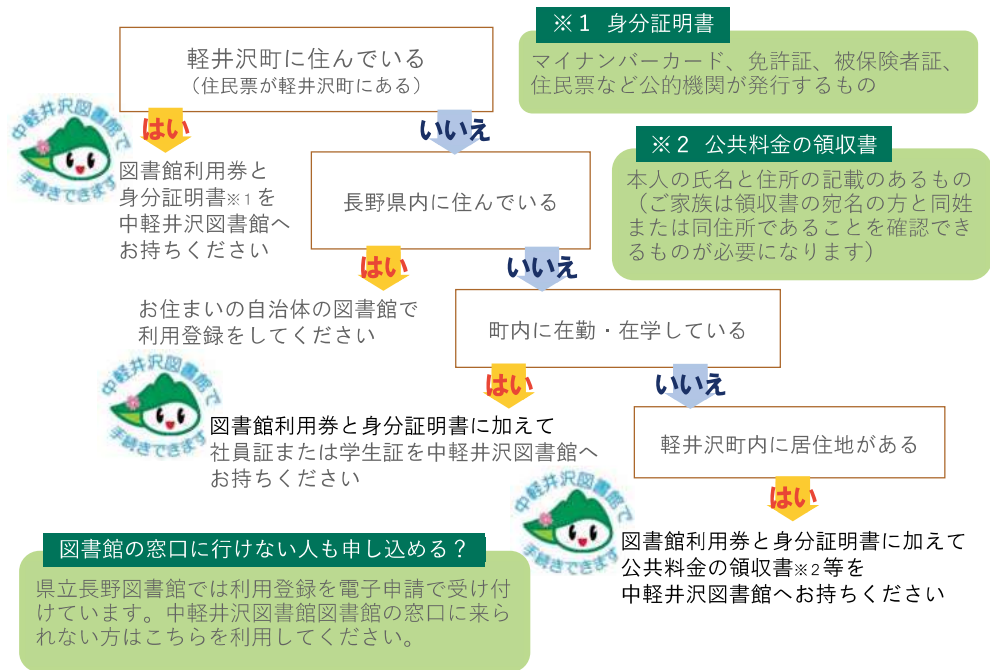 軽井沢町に住んでいる
（住民票が軽井沢町にある）
※１ 身分証明書
マイナンバーカード、免許証、被保険者証、
住民票など公的機関が発行するもの
中軽井沢図書館で
手続きできます
はい
いいえ
図書館利用券と
身分証明書※１を
中軽井沢図書館へ
お持ちください
※２ 公共料金の領収書
本人の氏名と住所の記載のあるもの
（ご家族は領収書の宛名の方と同姓
または同住所であることを確認でき
るものが必要になります）
長野県内に住んでいる
はい
いいえ
お住まいの自治体の図書館で
利用登録をしてください
町内に在勤・在学している
中軽井沢図書館で
手続きできます
はい
いいえ
図書館利用券と身分証明書に加えて
社員証または学生証を中軽井沢図書館へ
お持ちください
軽井沢町内に居住地がある
中軽井沢図書館で
手続きできます
はい
図書館利用券と身分証明書に加えて
公共料金の領収書※２等を
中軽井沢図書館へお持ちください
図書館の窓口に行けない人も申し込める？
県立長野図書館では利用登録を電子申請で受け付
けています。中軽井沢図書館図書館の窓口に来ら
れない方はこちらを利用してください。